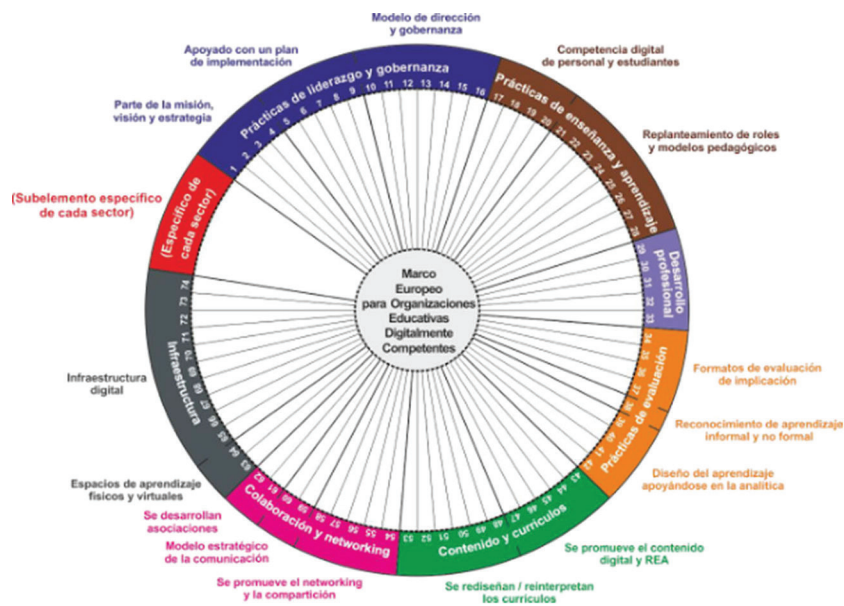 Modelo de dirección
y gobernanza
Apoyado con un plan
de implementación
Parte de la misión,
visión y estrategia
Prácticas de liderazgo y gobernanza
1 2 3 4 5 6 7 8 9 10 11 12 13 14 15 16
Competencia digital
de personal y estudiantes
Replanteamiento de roles
y modelos pedagógicos
Prácticas de enseñanza y aprendizaje
17 18 19 20 21 22 23 24 25 26 27 28
Desarrollo
profesional
29 30 31 32 33
Formatos de evaluación
de implicación
Reconocimiento de aprendizaje
informal y no formal
Diseño del aprendizaje
apoyándose en la analítica
Prácticas de evaluación
34 35 36 37 38 39 40 41 42
Se promueve el contenido
digital y REA
Se rediseñan / reinterpretan
los currículos
Contenido y currículos
43 44 45 46 47 48 49 50 51 52 53
Se promueve el networking
y la compartición
Modelo estratégico
de la comunicación
Se desarrollan
asociaciones
Colaboración y networking
54 55 56 57 58 59 60 61 62
Espacios de aprendizaje
físicos y virtuales
Infraestructura
digital
Infraestructura
63 64 65 66 67 68 69 70 71 72 73 74
(Subelemento específico
de cada sector)
(Específico de
cada sector)
Marco
Europeo
para Organizaciones
Educativas
Digitalmente
Competentes